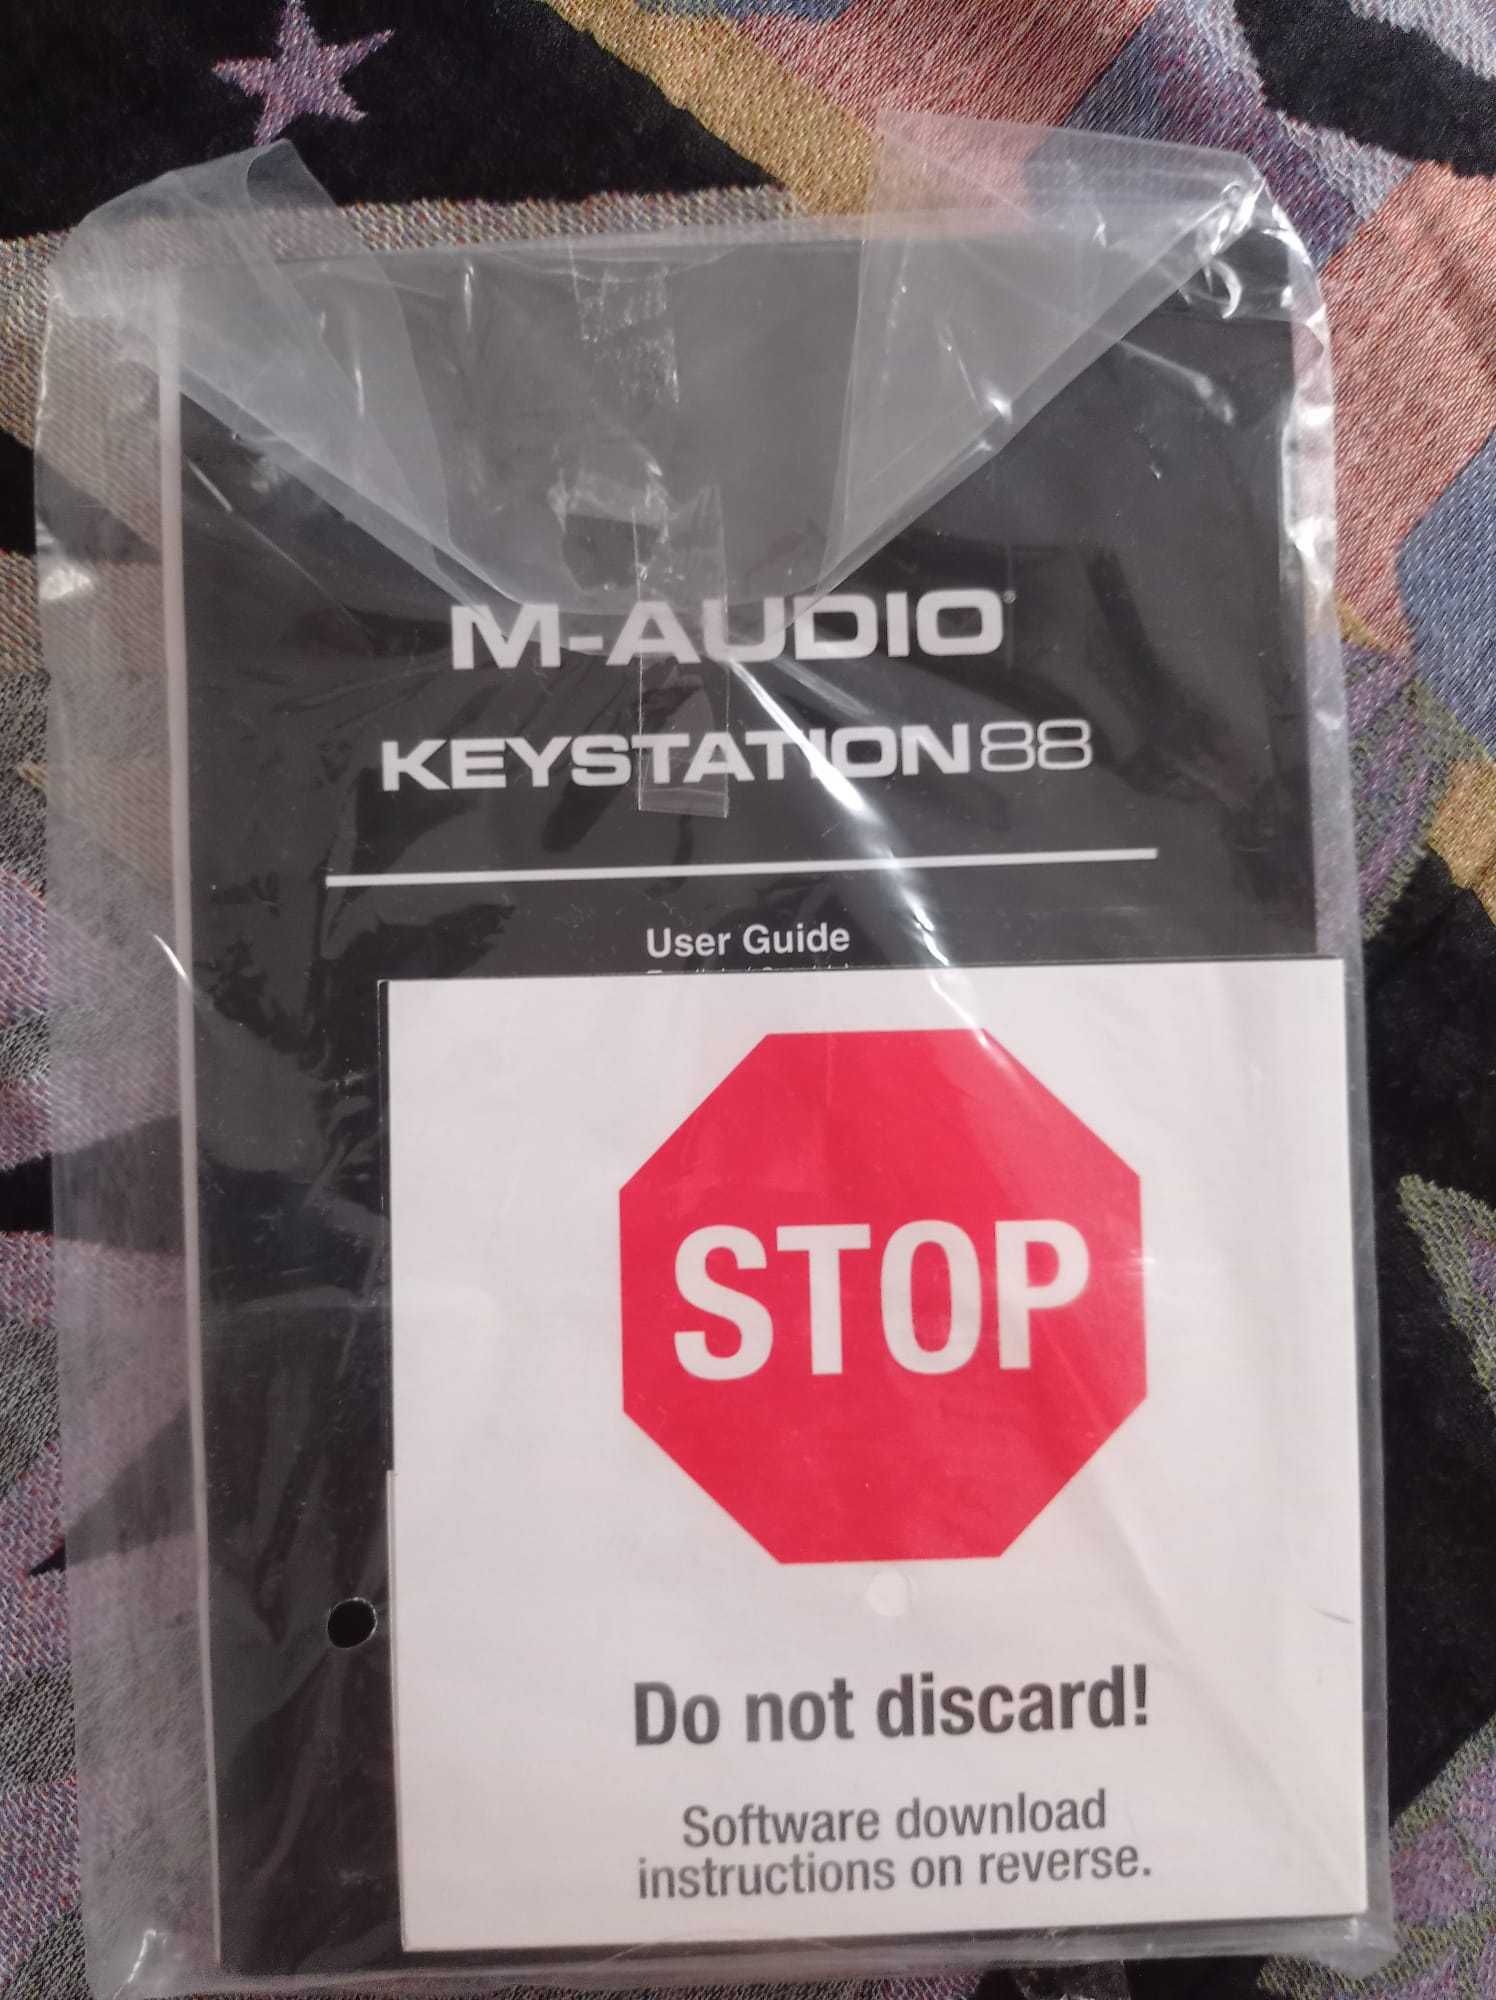 M-AUDIO®
KEYSTATION88
User Guide
STOP
Do not discard!
Software download
instructions on reverse.